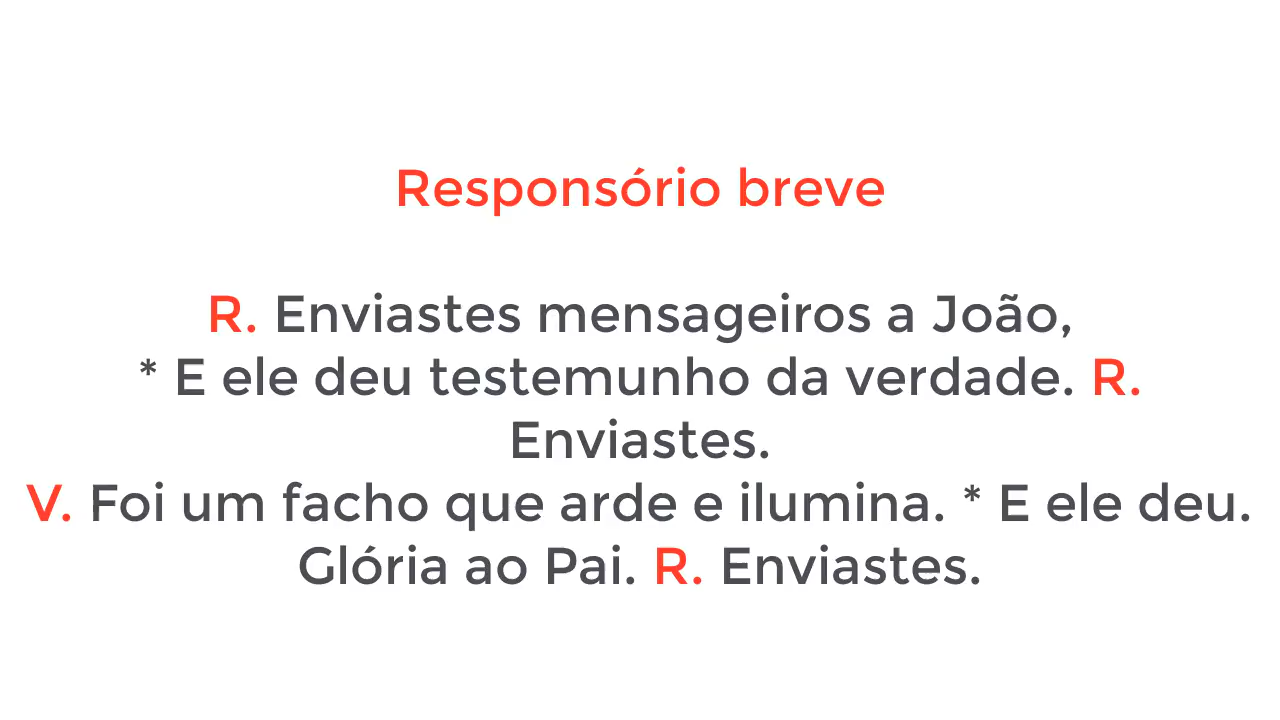 Responsório breve
R. Enviastes mensageiros a João,
* E ele deu testemunho da verdade. R.
Enviastes.
V. Foi um facho que arde e ilumina. * E ele deu.
Glória ao Pai. R. Enviastes.